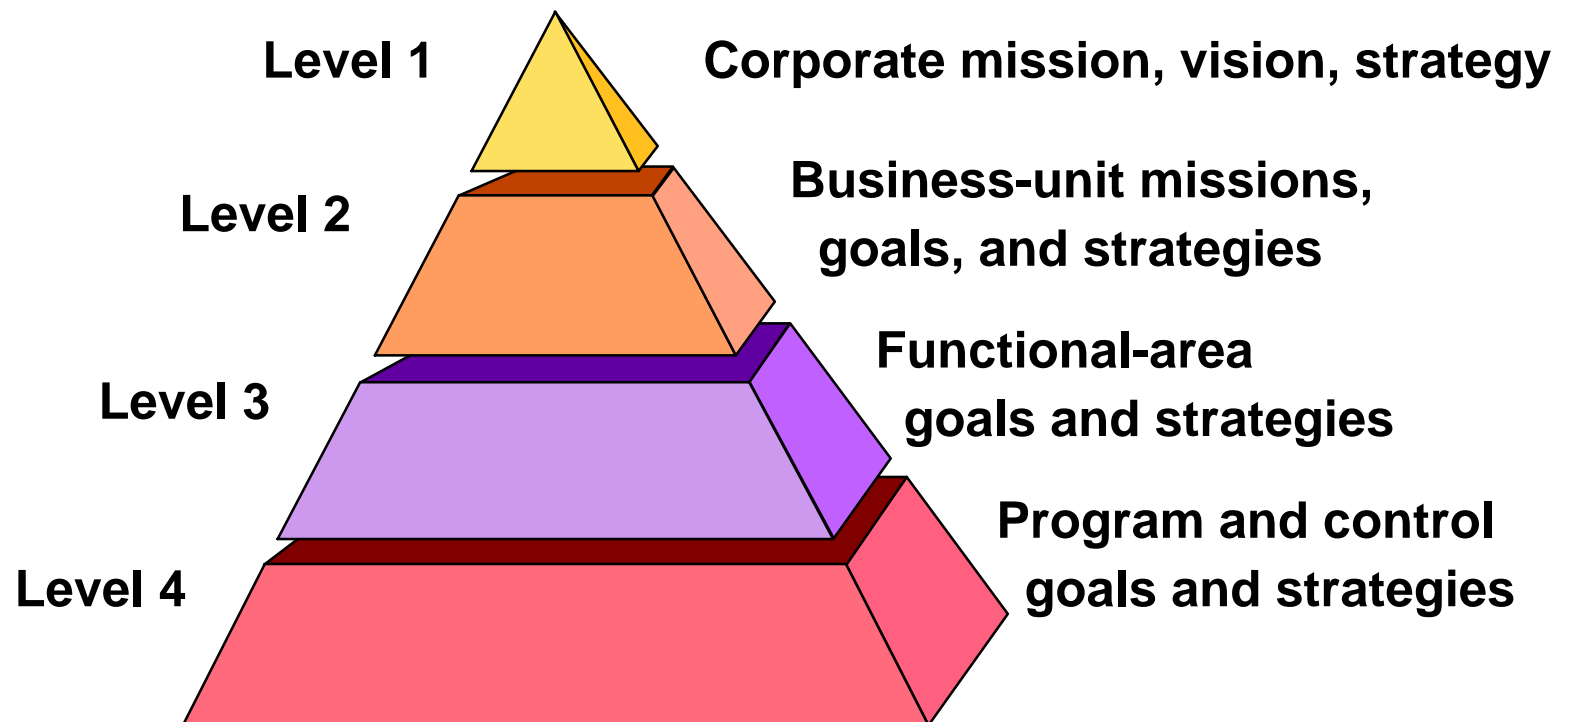 Level 1
Corporate mission, vision, strategy
Level 2
Business-unit missions,
goals, and strategies
Level 3
Functional-area
goals and strategies
Level 4
Program and control
goals and strategies